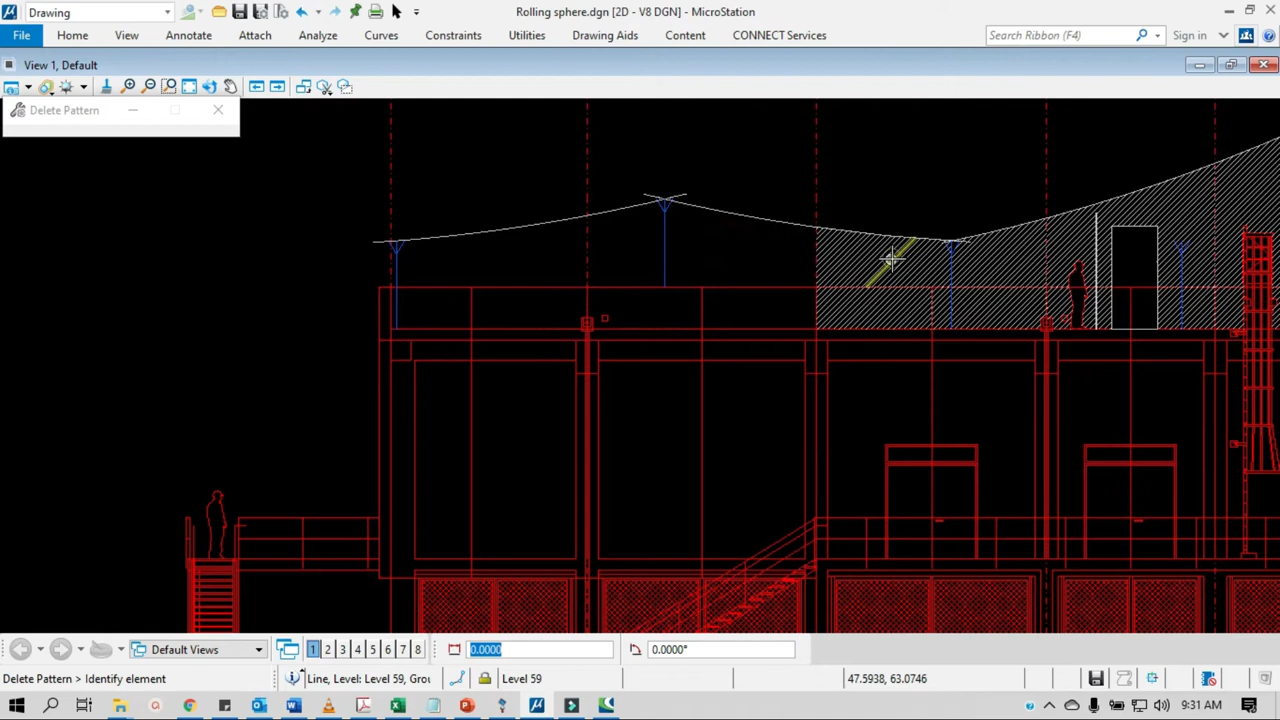 Drawing
Rolling sphere.dgn [2D - V8 DGN] - MicroStation
File Home View Annotate Attach Analyze Curves Constraints Utilities Drawing Aids Content CONNECT Services Search Ribbon (F4) Sign in
View 1, Default
Delete Pattern
Default Views 1 2 3 4 5 6 7 8 0.0000 0.0000°
Delete Pattern > Identify element Line, Level: Level 59, Grou Level 59 47.5938, 63.0746
9:31 AM